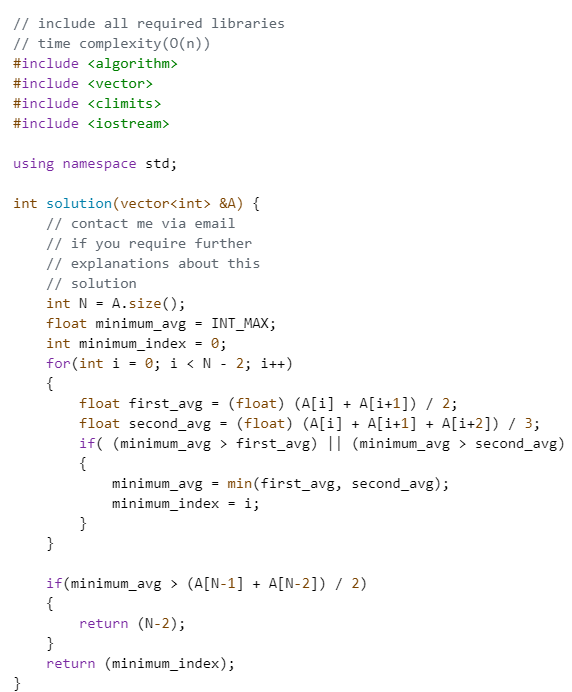 // include all required libraries
// time complexity(O(n))
#include <algorithm>
#include <vector>
#include <climits>
#include <iostream>

using namespace std;

int solution(vector<int> &A) {
    // contact me via email
    // if you require further
    // explanations about this
    // solution
    int N = A.size();
    float minimum_avg = INT_MAX;
    int minimum_index = 0;
    for(int i = 0; i < N - 2; i++)
    {
        float first_avg = (float) (A[i] + A[i+1]) / 2;
        float second_avg = (float) (A[i] + A[i+1] + A[i+2]) / 3;
        if( (minimum_avg > first_avg) || (minimum_avg > second_avg)
        {
            minimum_avg = min(first_avg, second_avg);
            minimum_index = i;
        }
    }

    if(minimum_avg > (A[N-1] + A[N-2]) / 2)
    {
        return (N-2);
    }
    return (minimum_index);
}